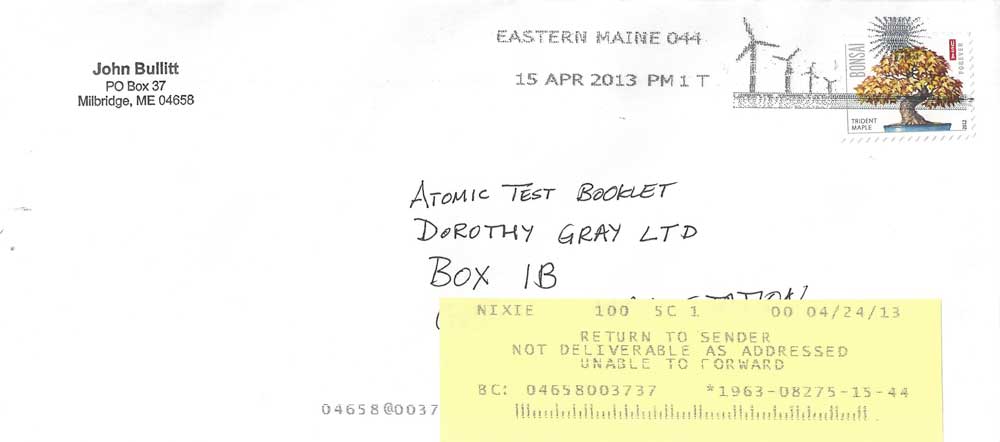 John Bullitt
PO Box 37
Milbridge, ME 04658
EASTERN MAINE 044
15 APR 2013 PM 1 T
BONSAI
USA
FOREVER
TRIDENT
MAPLE
2012
ATOMIC TEST BOOKLET
DOROTHY GRAY LTD
BOX 1B
STATION
NIXIE 100 5C 1 00 04/24/13
RETURN TO SENDER
NOT DELIVERABLE AS ADDRESSED
UNABLE TO FORWARD
BC: 04658003737 *1963-08275-15-44
04658@0037